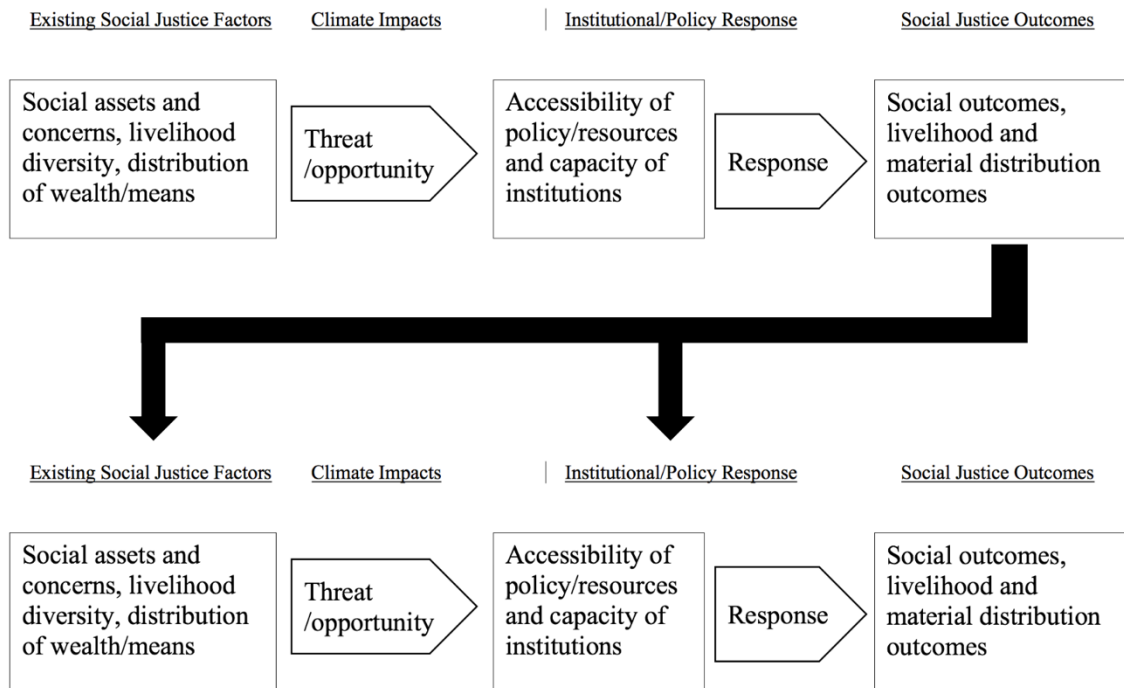 Existing Social Justice Factors
Climate Impacts
Institutional/Policy Response
Social Justice Outcomes
Social assets and
concerns, livelihood
diversity, distribution
of wealth/means
Threat
/opportunity
Accessibility of
policy/resources
and capacity of
institutions
Response
Social outcomes,
livelihood and
material distribution
outcomes
Existing Social Justice Factors
Climate Impacts
Institutional/Policy Response
Social Justice Outcomes
Social assets and
concerns, livelihood
diversity, distribution
of wealth/means
Threat
/opportunity
Accessibility of
policy/resources
and capacity of
institutions
Response
Social outcomes,
livelihood and
material distribution
outcomes